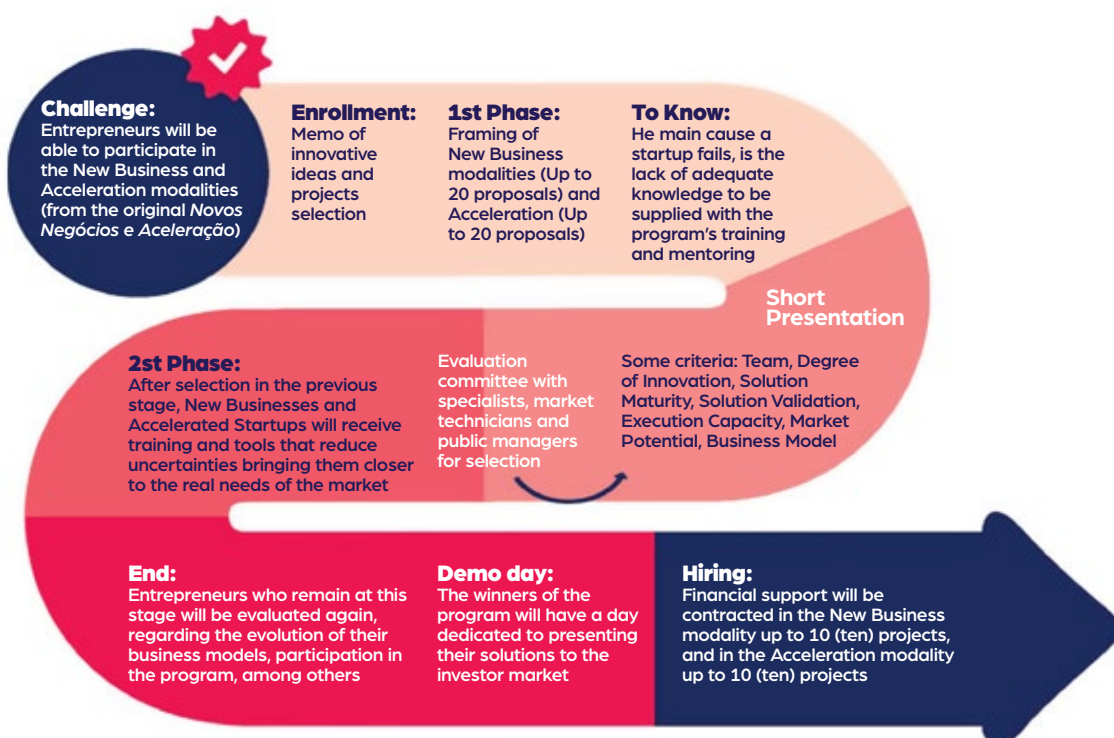 Challenge:
Entrepreneurs will be
able to participate in
the New Business and
Acceleration modalities
(from the original Novos
Negócios e Aceleração)
Enrollment:
Memo of
innovative
ideas and
projects
selection
1st Phase:
Framing of
New Business
modalities (Up to
20 proposals) and
Acceleration (Up
to 20 proposals)
To Know:
He main cause a
startup fails, is the
lack of adequate
knowledge to be
supplied with the
program’s training
and mentoring
Short
Presentation
Some criteria: Team, Degree
of Innovation, Solution
Maturity, Solution Validation,
Execution Capacity, Market
Potential, Business Model
Evaluation
committee with
specialists, market
technicians and
public managers
for selection
2st Phase:
After selection in the previous
stage, New Businesses and
Accelerated Startups will receive
training and tools that reduce
uncertainties bringing them closer
to the real needs of the market
End:
Entrepreneurs who remain at this
stage will be evaluated again,
regarding the evolution of their
business models, participation in
the program, among others
Demo day:
The winners of the
program will have a day
dedicated to presenting
their solutions to the
investor market
Hiring:
Financial support will be
contracted in the New Business
modality up to 10 (ten) projects,
and in the Acceleration modality
up to 10 (ten) projects